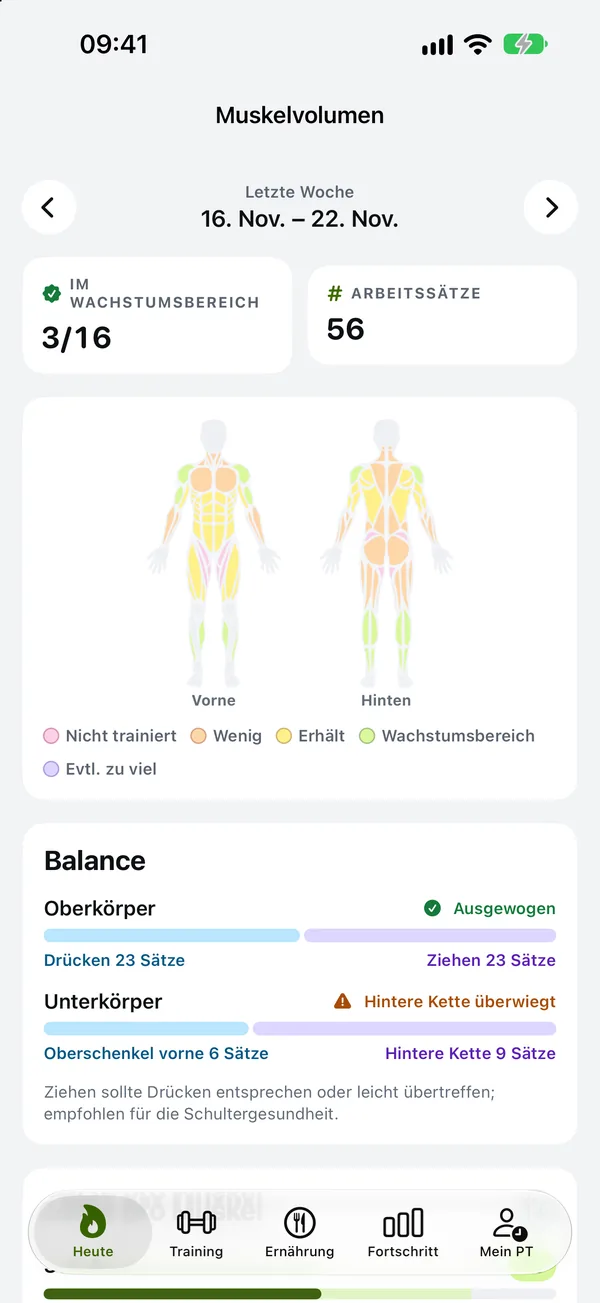 09:41
Muskelvolumen
Letzte Woche
16. Nov. – 22. Nov.
IM
WACHSTUMSBEREICH
3/16
# ARBEITSSÄTZE
56
Vorne
Hinten
Nicht trainiert
Wenig
Erhält
Wachstumsbereich
Evtl. zu viel
Balance
Oberkörper
Ausgewogen
Drücken 23 Sätze
Ziehen 23 Sätze
Unterkörper
Hintere Kette überwiegt
Oberschenkel vorne 6 Sätze
Hintere Kette 9 Sätze
Ziehen sollte Drücken entsprechen oder leicht übertreffen;
empfohlen für die Schultergesundheit.
Heute
Training
Ernährung
Fortschritt
Mein PT